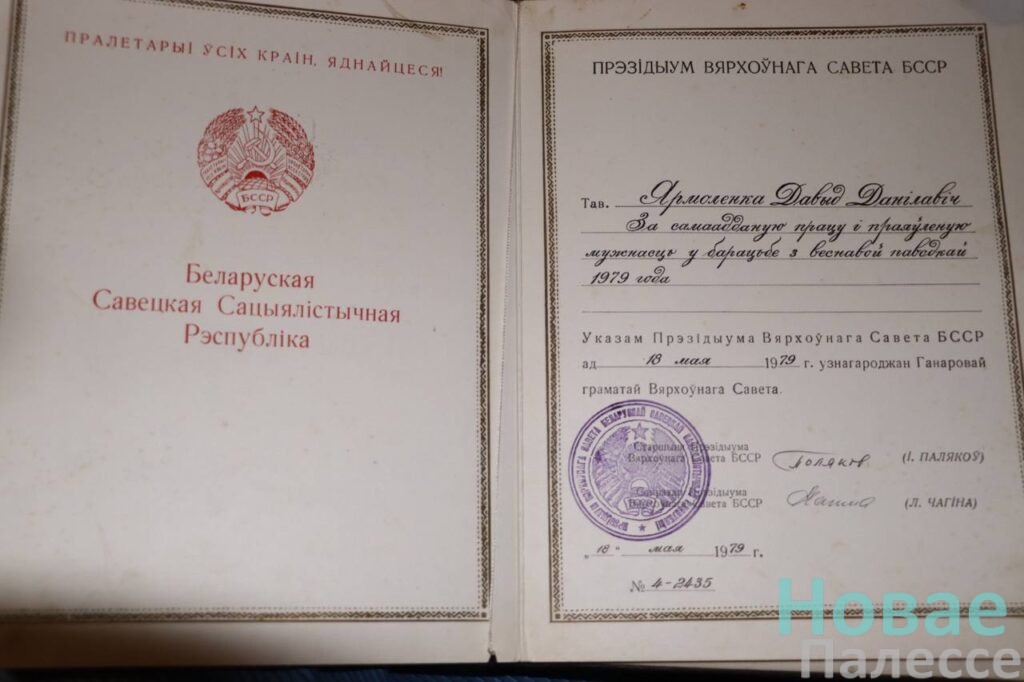 ПРАЛЕТАРЫІ ЎСІХ КРАІН, ЯДНАЙЦЕСЯ!
БССР
Беларуская
Савецкая Сацыялістычная
Рэспубліка
ПРЭЗІДЫУМ ВЯРХОЎНАГА САВЕТА БССР
Тав. Ярмоленка Давыд Данілавіч
За самаадданую працу і праяўленую
мужнасць у барацьбе з веснавой паводкай
1979 года
Указам Прэзідыума Вярхоўнага Савета БССР
ад 18 мая 1979 г. узнагароджан Ганаровай
граматай Вярхоўнага Савета.
Старшыня Прэзідыума
Вярхоўнага Савета БССР Поляков (І. ПАЛЯКОЎ)
Сакратар Прэзідыума
Вярхоўнага Савета БССР (Л. ЧАГІНА)
„18“ мая 1979 г.
№ 4-2435
Новае
Палессе